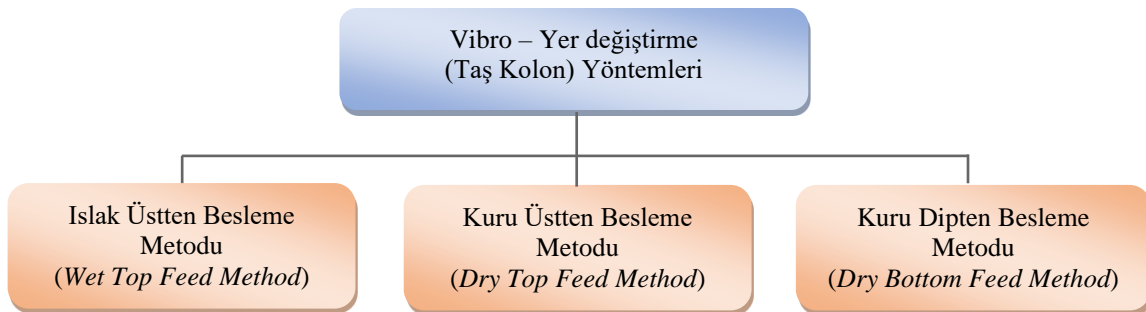 Vibro – Yer değiştirme
(Taş Kolon) Yöntemleri
Islak Üstten Besleme
Metodu
(Wet Top Feed Method)
Kuru Üstten Besleme
Metodu
(Dry Top Feed Method)
Kuru Dipten Besleme
Metodu
(Dry Bottom Feed Method)